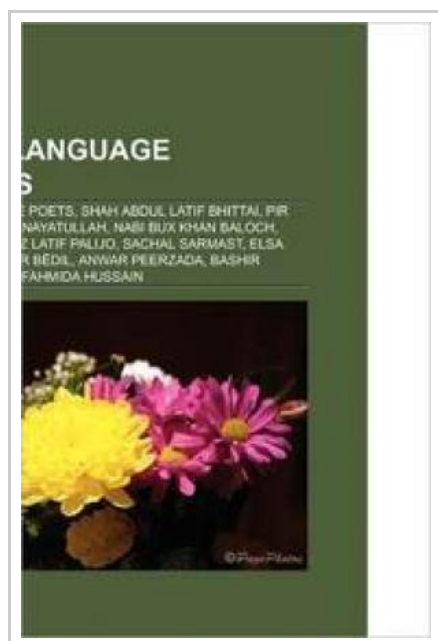 LANGUAGE
S
E POETS, SHAH ABDUL LATIF BHITTAI, PIR
NAYATULLAH, NABI BUX KHAN BALOCH,
Z LATIF PALIJO, SACHAL SARMAST, ELSA
R BEDIL, ANWAR PEERZADA, BASHIR
FAHMIDA HUSSAIN